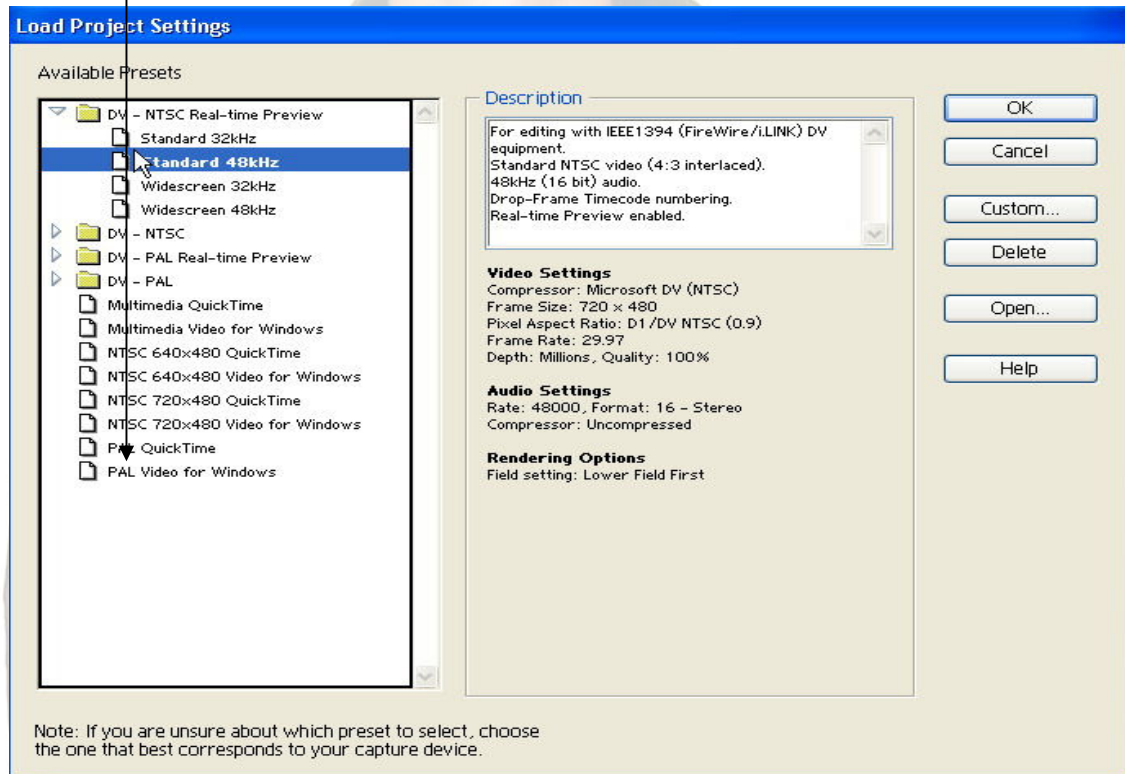 Load Project Settings
Available Presets
DV - NTSC Real-time Preview
Standard 32kHz
Standard 48kHz
Widescreen 32kHz
Widescreen 48kHz
DV - NTSC
DV - PAL Real-time Preview
DV - PAL
Multimedia QuickTime
Multimedia Video for Windows
NTSC 640x480 QuickTime
NTSC 640x480 Video for Windows
NTSC 720x480 QuickTime
NTSC 720x480 Video for Windows
PAL QuickTime
PAL Video for Windows
Description
For editing with IEEE1394 (FireWire/i.LINK) DV
equipment.
Standard NTSC video (4:3 interlaced).
48kHz (16 bit) audio.
Drop-Frame Timecode numbering.
Real-time Preview enabled.
Video Settings
Compressor: Microsoft DV (NTSC)
Frame Size: 720 x 480
Pixel Aspect Ratio: D1/DV NTSC (0.9)
Frame Rate: 29.97
Depth: Millions, Quality: 100%
Audio Settings
Rate: 48000, Format: 16 - Stereo
Compressor: Uncompressed
Rendering Options
Field setting: Lower Field First
OK
Cancel
Custom...
Delete
Open...
Help
Note: If you are unsure about which preset to select, choose
the one that best corresponds to your capture device.